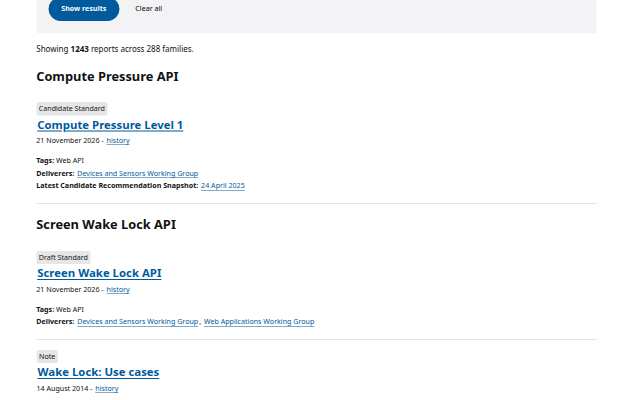 Show results Clear all
Showing 1243 reports across 288 families.
Compute Pressure API
Candidate Standard
Compute Pressure Level 1
21 November 2026 - history
Tags: Web API
Deliverers: Devices and Sensors Working Group
Latest Candidate Recommendation Snapshot: 24 April 2025
Screen Wake Lock API
Draft Standard
Screen Wake Lock API
21 November 2026 - history
Tags: Web API
Deliverers: Devices and Sensors Working Group, Web Applications Working Group
Note
Wake Lock: Use cases
14 August 2014 - history